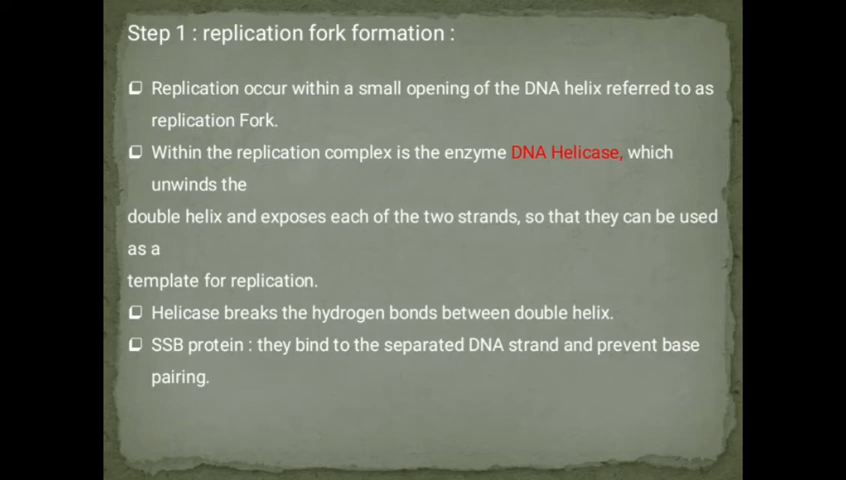 Step 1 : replication fork formation :
❑ Replication occur within a small opening of the DNA helix referred to as
replication Fork.
❑ Within the replication complex is the enzyme DNA Helicase, which
unwinds the
double helix and exposes each of the two strands, so that they can be used
as a
template for replication.
❑ Helicase breaks the hydrogen bonds between double helix.
❑ SSB protein : they bind to the separated DNA strand and prevent base
pairing.